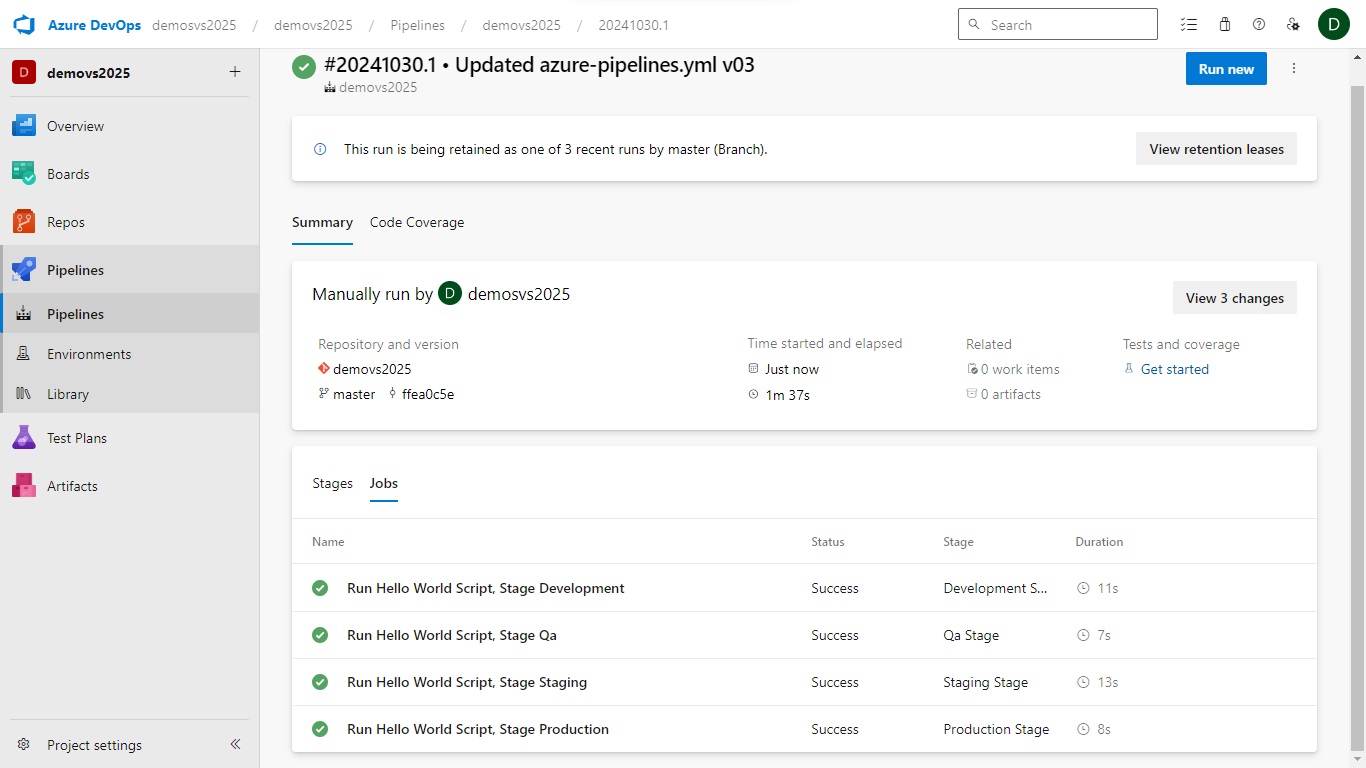 Azure DevOps demosvs2025 / demovs2025 / Pipelines / demovs2025 / 20241030.1
Search
D
D demovs2025 +
Overview
Boards
Repos
Pipelines
Pipelines
Environments
Library
Test Plans
Artifacts
Project settings
#20241030.1 • Updated azure-pipelines.yml v03
demovs2025
Run new
This run is being retained as one of 3 recent runs by master (Branch).
View retention leases
Summary Code Coverage
Manually run by D demosvs2025
View 3 changes
Repository and version Time started and elapsed Related Tests and coverage
demovs2025 Just now 0 work items Get started
master ffea0c5e 1m 37s 0 artifacts
Stages Jobs
Name Status Stage Duration
Run Hello World Script, Stage Development Success Development S... 11s
Run Hello World Script, Stage Qa Success Qa Stage 7s
Run Hello World Script, Stage Staging Success Staging Stage 13s
Run Hello World Script, Stage Production Success Production Stage 8s